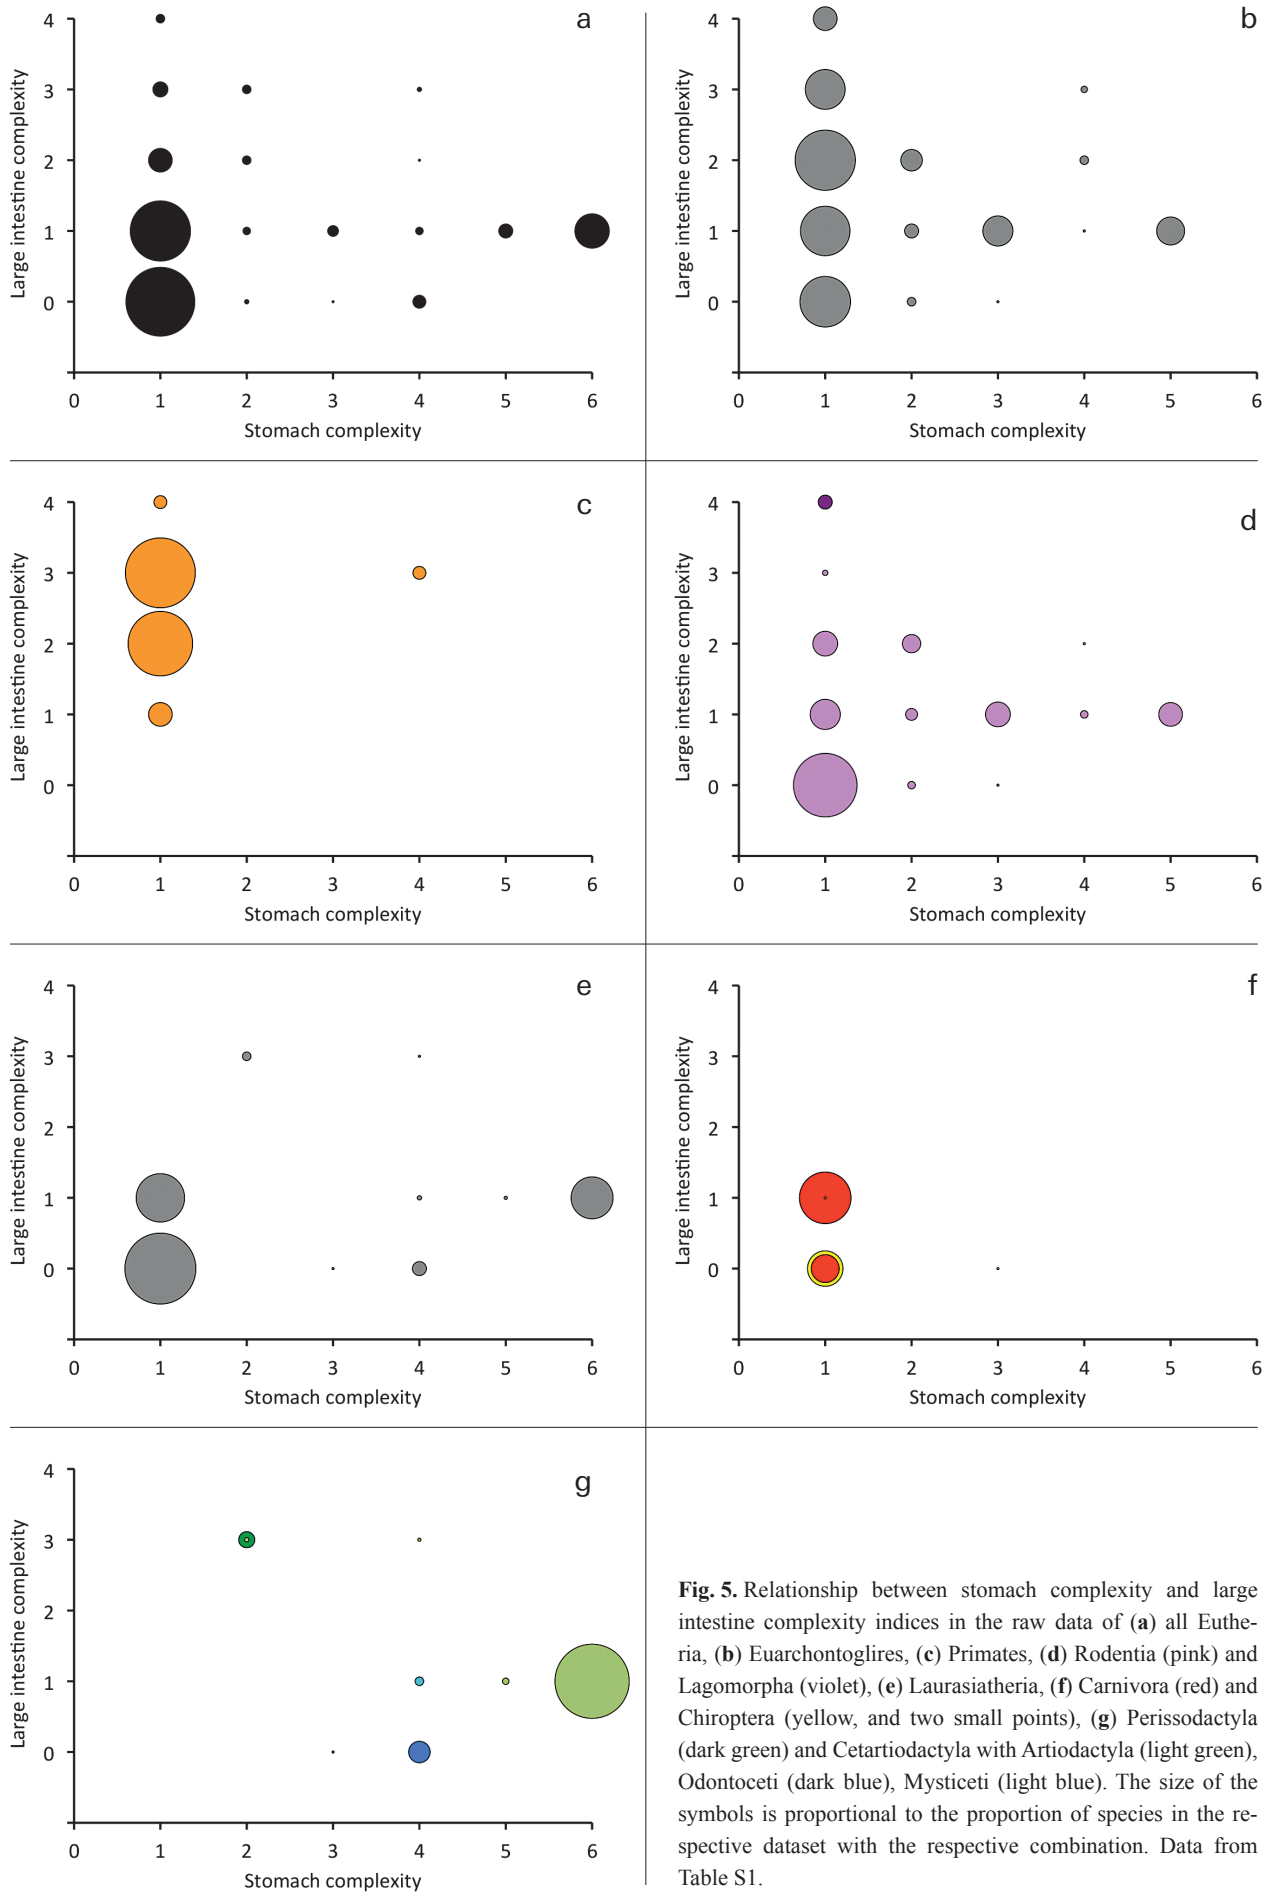 a
4
3
2
1
0
Large intestine complexity
0 1 2 3 4 5 6
Stomach complexity
b
4
3
2
1
0
Large intestine complexity
0 1 2 3 4 5 6
Stomach complexity
c
4
3
2
1
0
Large intestine complexity
0 1 2 3 4 5 6
Stomach complexity
d
4
3
2
1
0
Large intestine complexity
0 1 2 3 4 5 6
Stomach complexity
e
4
3
2
1
0
Large intestine complexity
0 1 2 3 4 5 6
Stomach complexity
f
4
3
2
1
0
Large intestine complexity
0 1 2 3 4 5 6
Stomach complexity
g
4
3
2
1
0
Large intestine complexity
0 1 2 3 4 5 6
Stomach complexity
Fig. 5. Relationship between stomach complexity and large
intestine complexity indices in the raw data of (a) all Euthe-
ria, (b) Euarchontoglires, (c) Primates, (d) Rodentia (pink) and
Lagomorpha (violet), (e) Laurasiatheria, (f) Carnivora (red) and
Chiroptera (yellow, and two small points), (g) Perissodactyla
(dark green) and Cetartiodactyla with Artiodactyla (light green),
Odontoceti (dark blue), Mysticeti (light blue). The size of the
symbols is proportional to the proportion of species in the re-
spective dataset with the respective combination. Data from
Table S1.